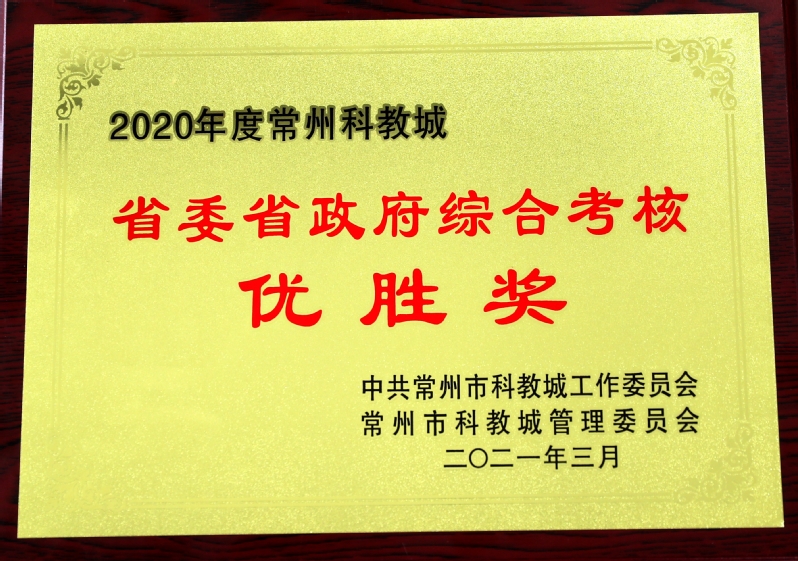 2020年度常州科教城
省委省政府综合考核
优胜奖
中共常州市科教城工作委员会
常州市科教城管理委员会
二〇二一年三月